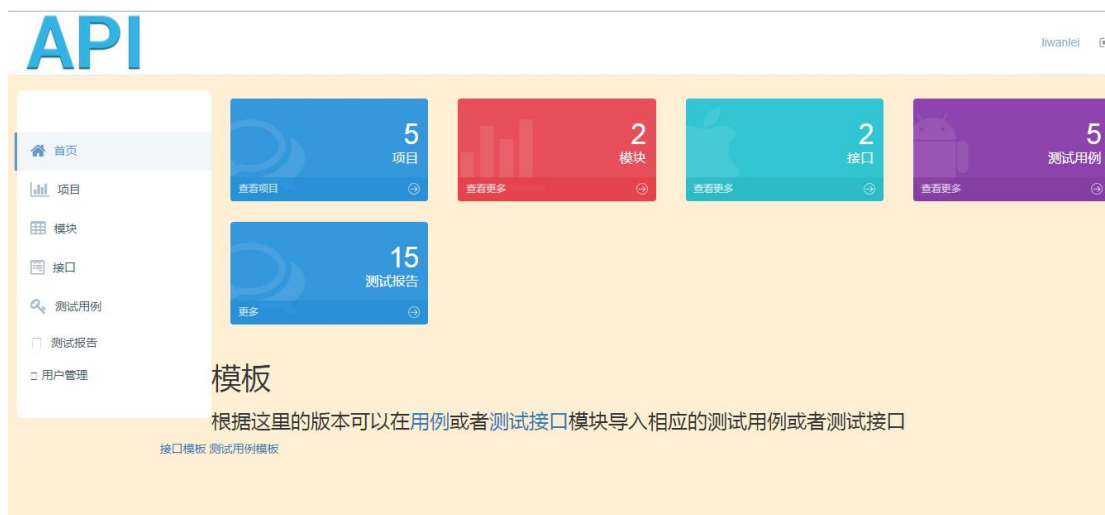 API
liwanlei
首页
项目
模块
接口
测试用例
测试报告
用户管理
5
项目
查看项目
2
模块
查看更多
2
接口
查看更多
5
测试用例
查看更多
15
测试报告
更多
模板
根据这里的版本可以在用例或者测试接口模块导入相应的测试用例或者测试接口
接口模板 测试用例模板